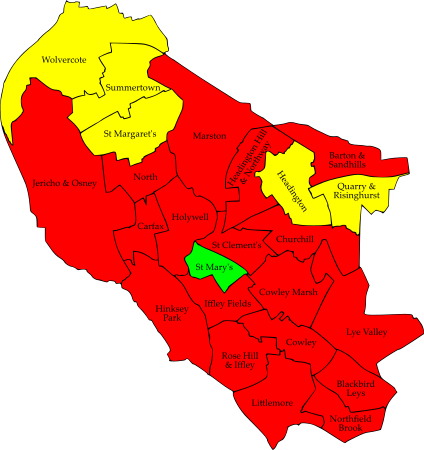 Wolvercote
Summertown
St Margaret's
Marston
Headington Hill
& Northway
Barton &
Sandhills
Jericho & Osney
North
Headington
Quarry &
Risinghurst
Carfax
Holywell
St Clement's
Churchill
St Mary's
Cowley Marsh
Hinksey
Park
Iffley Fields
Lye Valley
Cowley
Rose Hill
& Iffley
Blackbird
Leys
Littlemore
Northfield
Brook